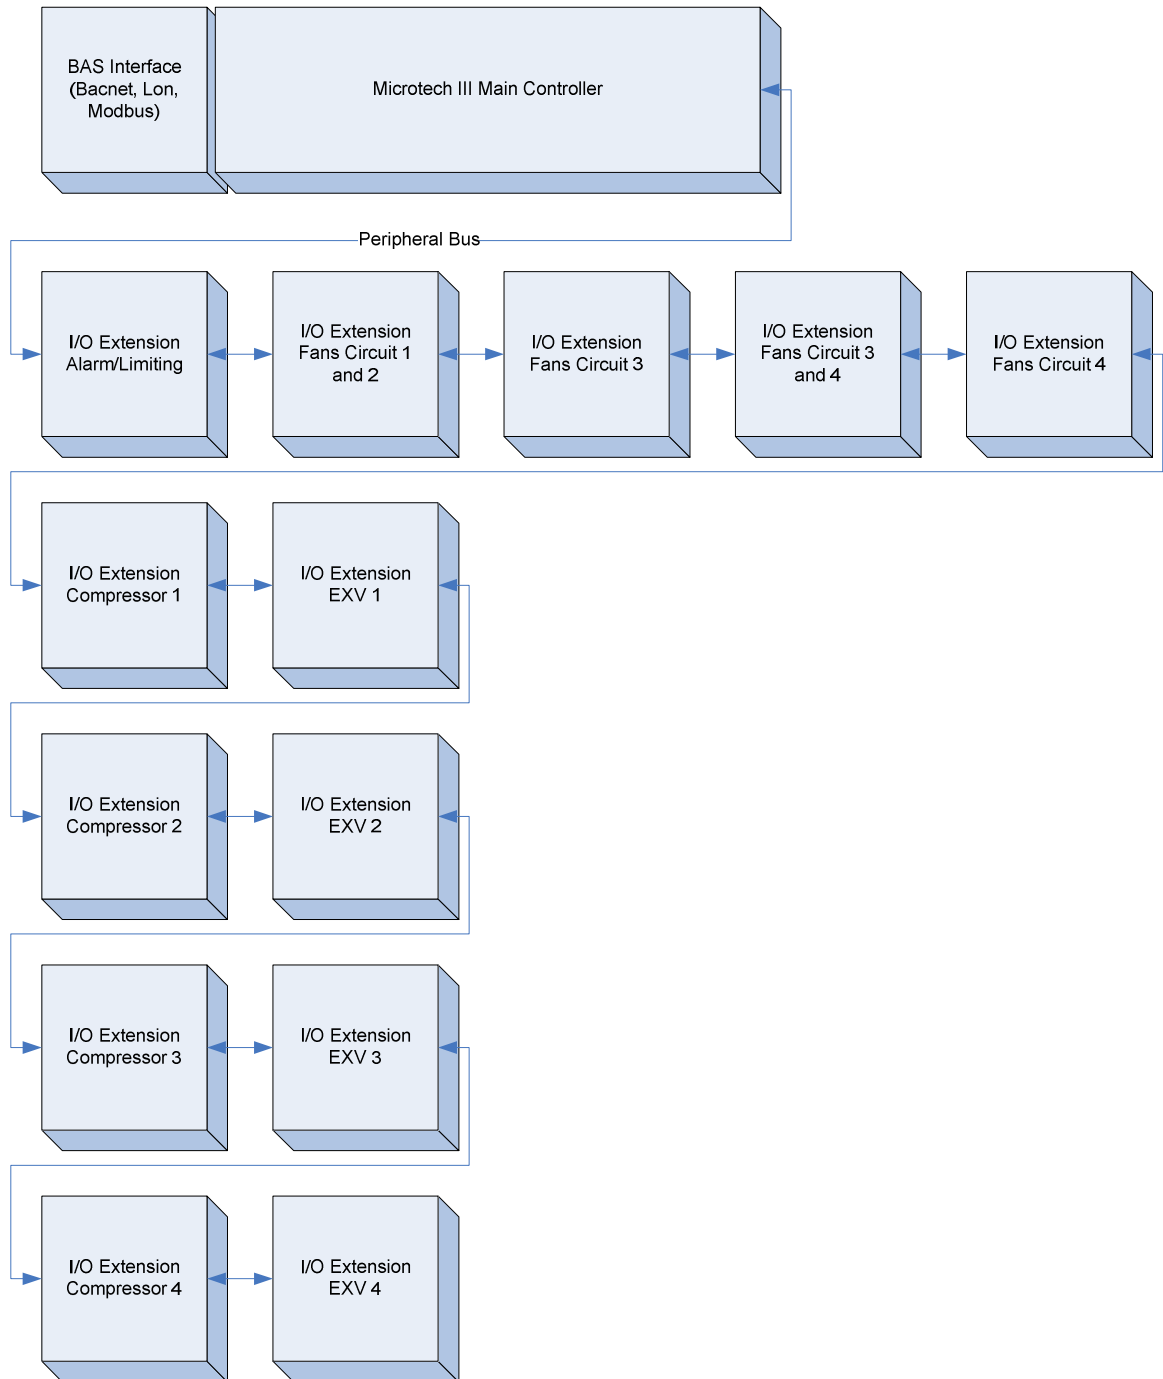 BAS Interface
(Bacnet, Lon,
Modbus)
Microtech III Main Controller
Peripheral Bus
I/O Extension
Alarm/Limiting
I/O Extension
Fans Circuit 1
and 2
I/O Extension
Fans Circuit 3
I/O Extension
Fans Circuit 3
and 4
I/O Extension
Fans Circuit 4
I/O Extension
Compressor 1
I/O Extension
EXV 1
I/O Extension
Compressor 2
I/O Extension
EXV 2
I/O Extension
Compressor 3
I/O Extension
EXV 3
I/O Extension
Compressor 4
I/O Extension
EXV 4